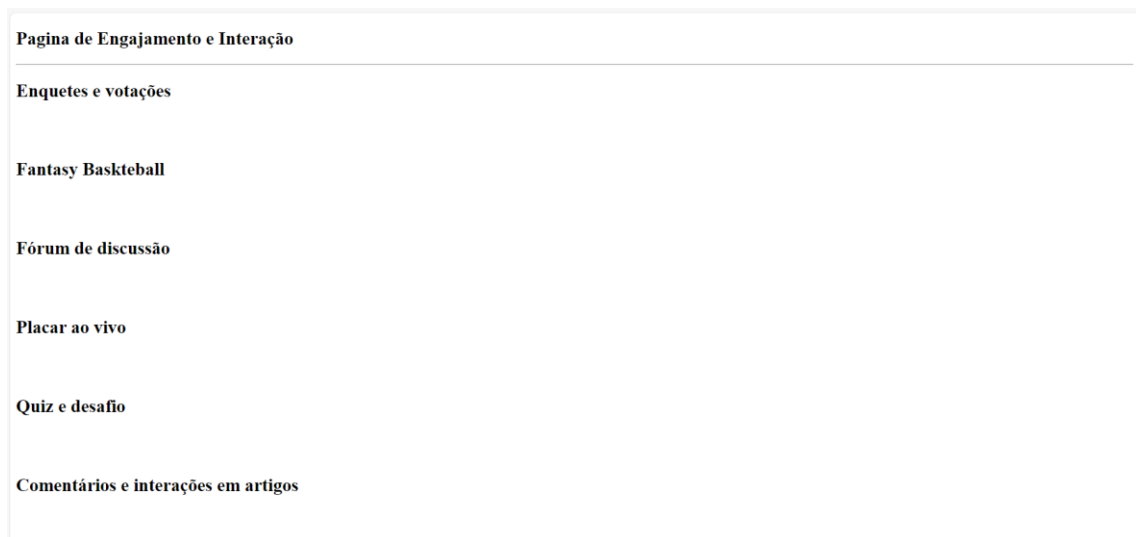 Pagina de Engajamento e Interação
Enquetes e votações
Fantasy Baskteball
Fórum de discussão
Placar ao vivo
Quiz e desafio
Comentários e interações em artigos